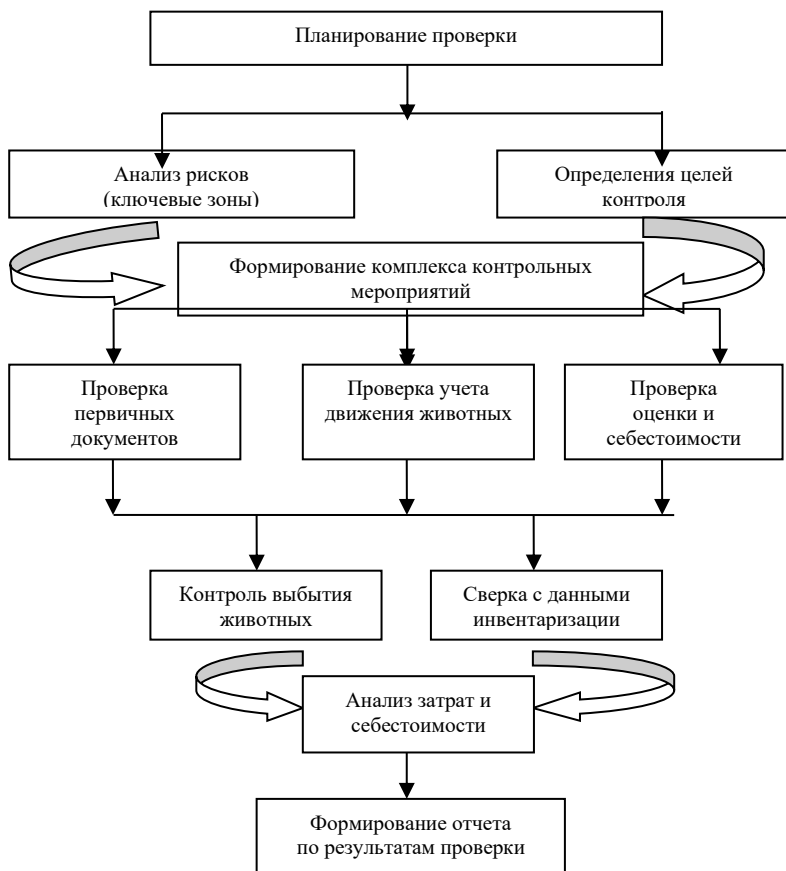 Планирование проверки
Анализ рисков
(ключевые зоны)
Определения целей
контроля
Формирование комплекса контрольных
мероприятий
Проверка
первичных
документов
Проверка учета
движения животных
Проверка
оценки и
себестоимости
Контроль выбытия
животных
Сверка с данными
инвентаризации
Анализ затрат и
себестоимости
Формирование отчета
по результатам проверки